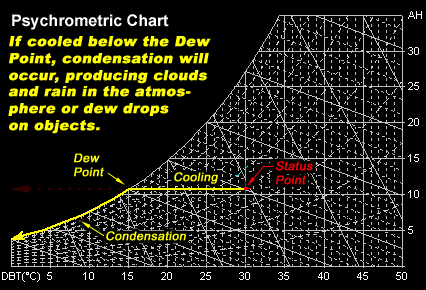 Psychrometric Chart
AH
If cooled below the Dew
Point, condensation will
occur, producing clouds
and rain in the atmos-
phere or dew drops
on objects.
35
30
25
20
15
10
5
Dew
Point
Cooling
Status
Point
Condensation
DBT(°C) 5 10 15 20 25 30 35 40 45 50